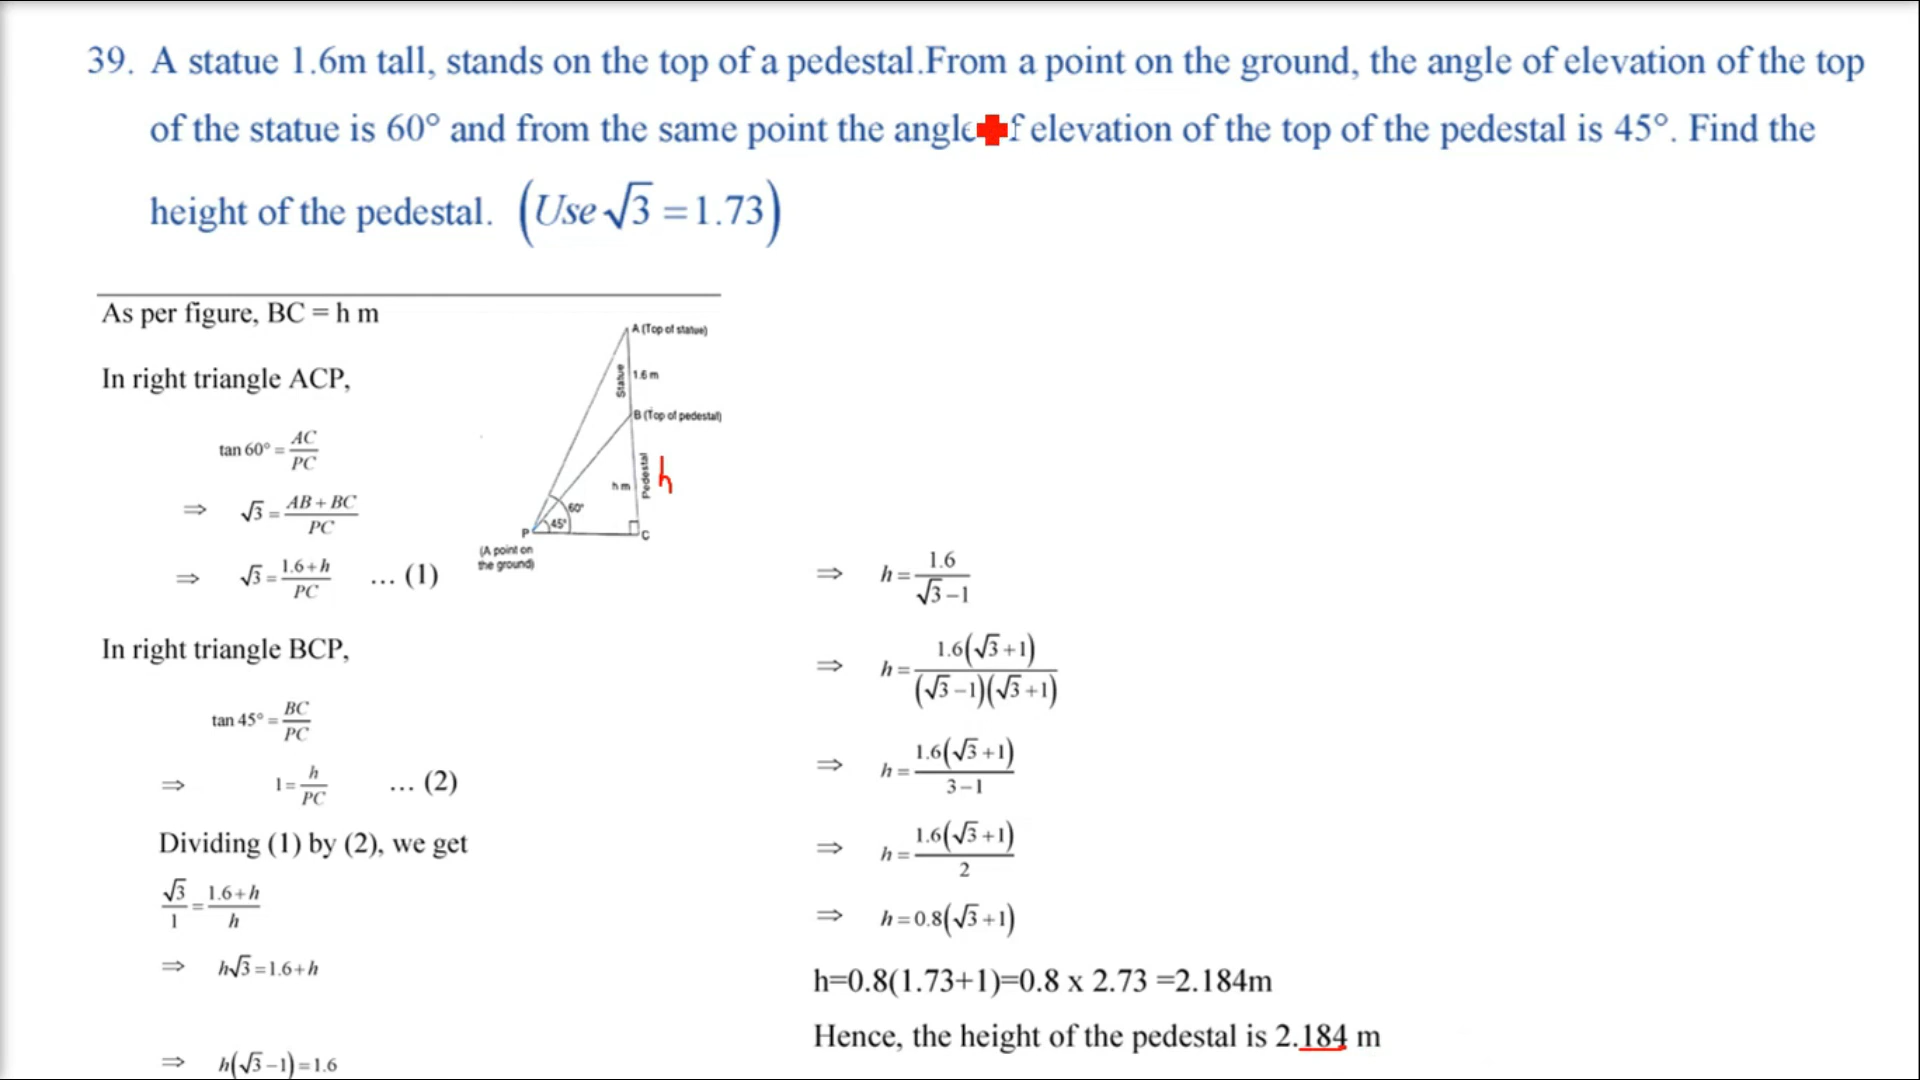 39. A statue 1.6m tall, stands on the top of a pedestal.From a point on the ground, the angle of elevation of the top
of the statue is 60° and from the same point the angle f elevation of the top of the pedestal is 45°. Find the
height of the pedestal. (Use √3 = 1.73)
As per figure, BC = h m
In right triangle ACP,
tan 60° = AC/PC
⇒ √3 = AB + BC/PC
⇒ √3 = 1.6 + h/PC ... (1)
In right triangle BCP,
tan 45° = BC/PC
⇒ 1 = h/PC ... (2)
Dividing (1) by (2), we get
√3/1 = 1.6 + h/h
⇒ h√3 = 1.6 + h
⇒ h(√3 − 1) = 1.6
A (Top of statue)
Statue
1.6 m
B (Top of pedestal)
Pedestal
h m
h
60°
45°
P
C
(A point on
the ground)
⇒ h = 1.6/√3 − 1
⇒ h = 1.6(√3 + 1)/(√3 − 1)(√3 + 1)
⇒ h = 1.6(√3 + 1)/3 − 1
⇒ h = 1.6(√3 + 1)/2
⇒ h = 0.8(√3 + 1)
h=0.8(1.73+1)=0.8 x 2.73 =2.184m
Hence, the height of the pedestal is 2.184 m